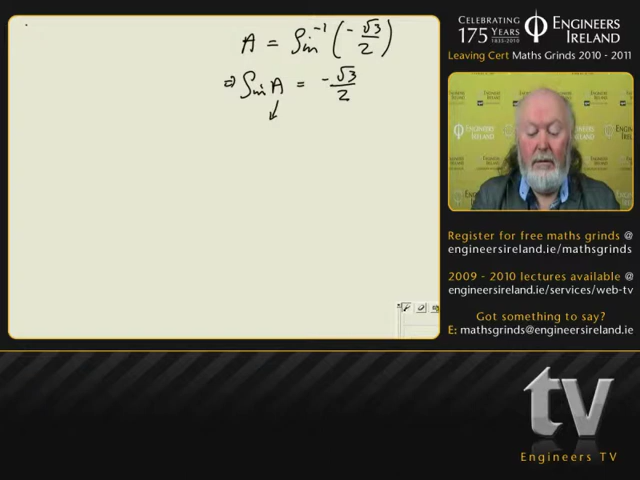 A = Sin⁻¹(-√3/2)
⇒ Sin A = -√3/2
CELEBRATING
175 YEARS
1835-2010
ENGINEERS
IRELAND
Leaving Cert Maths Grinds 2010 - 2011
Register for free maths grinds @
engineersireland.ie/mathsgrinds
2009 - 2010 lectures available @
engineersireland.ie/services/web-tv
Got something to say?
E: mathsgrinds@engineersireland.ie
tv
Engineers TV